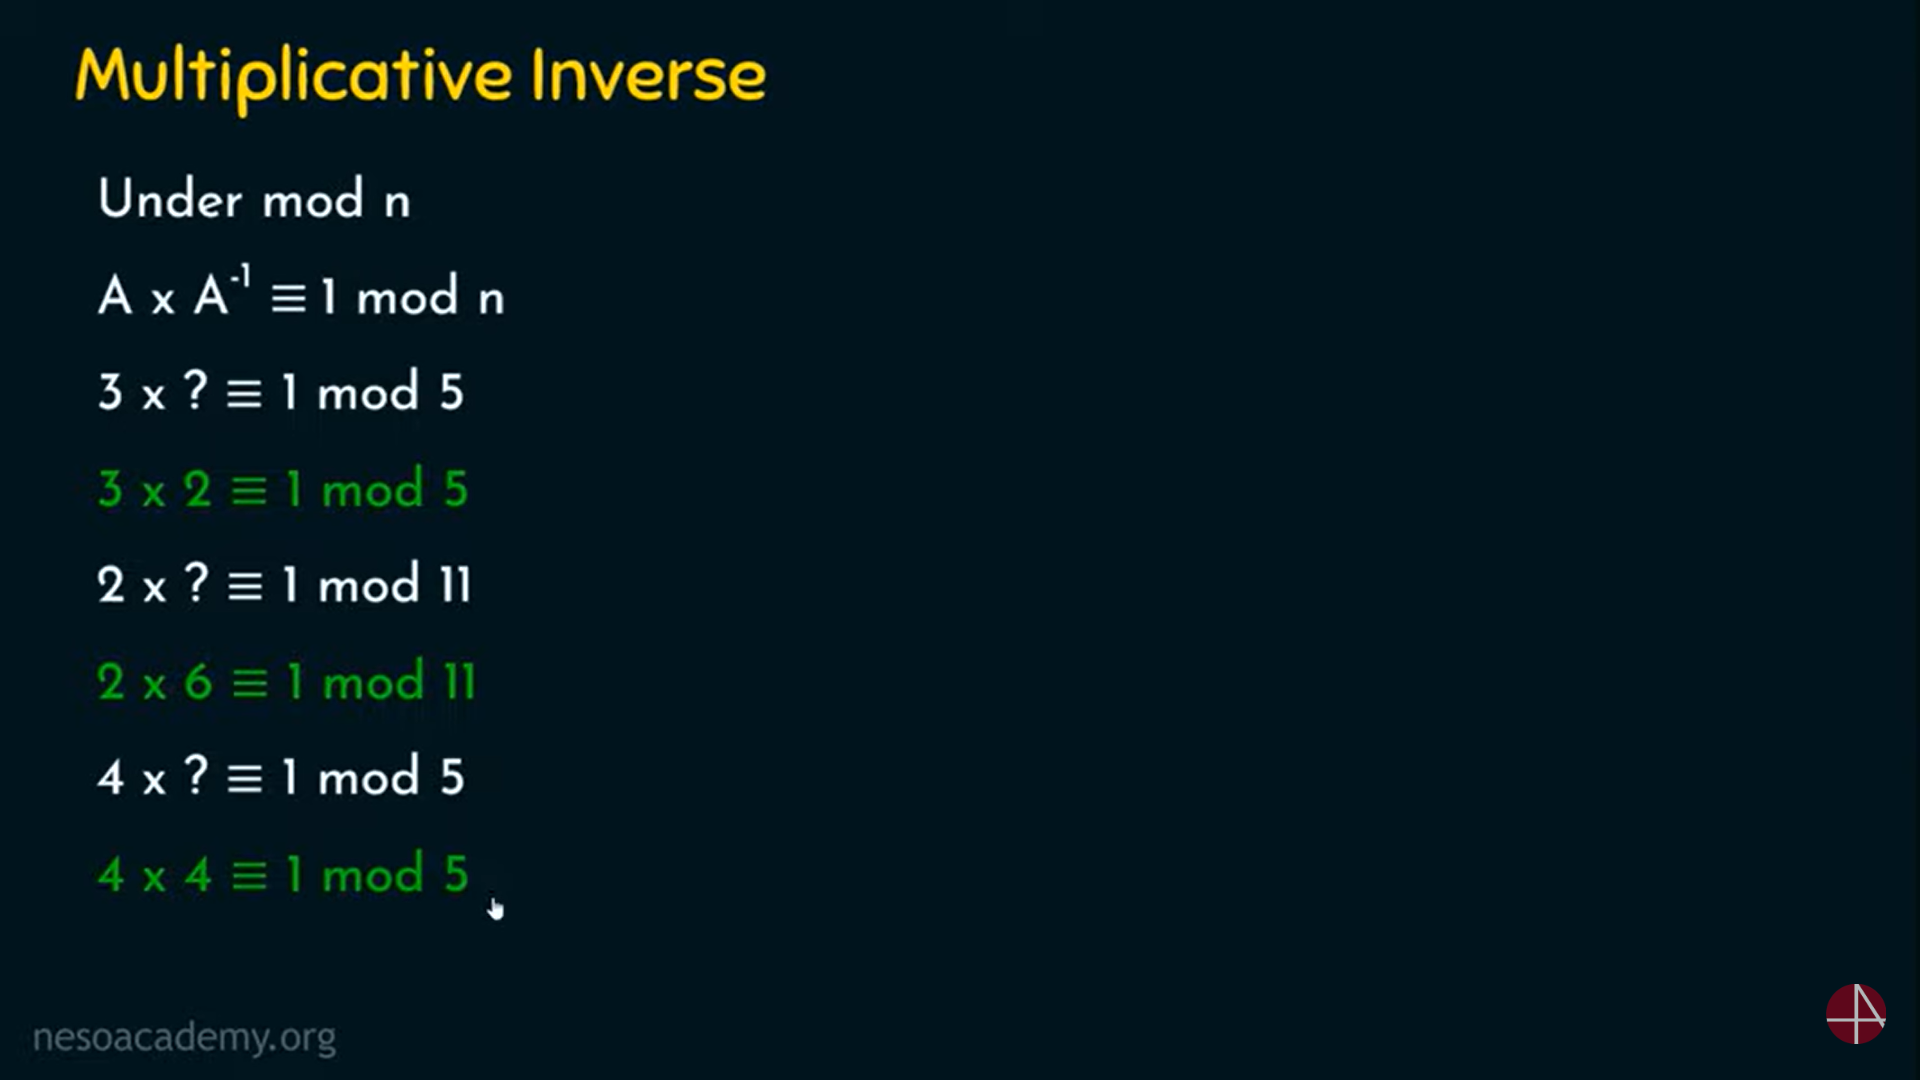 Multiplicative Inverse
Under mod n
A x A⁻¹ ≡ 1 mod n
3 x ? ≡ 1 mod 5
3 x 2 ≡ 1 mod 5
2 x ? ≡ 1 mod 11
2 x 6 ≡ 1 mod 11
4 x ? ≡ 1 mod 5
4 x 4 ≡ 1 mod 5
nesoacademy.org